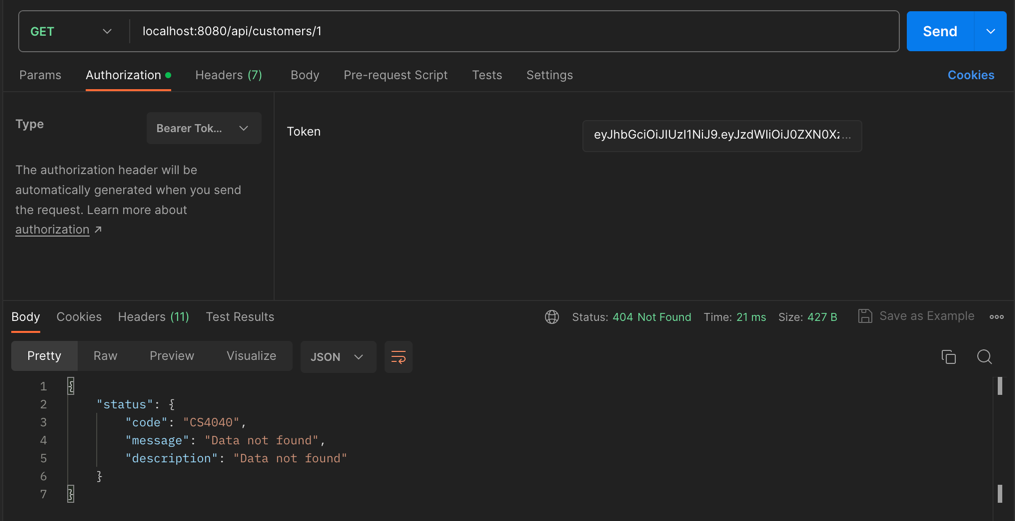 GET localhost:8080/api/customers/1 Send
Params Authorization Headers (7) Body Pre-request Script Tests Settings Cookies
Type Bearer Tok...
Token eyJhbGciOiJIUzI1NiJ9.eyJzdWIiOiJ0ZXN0X...
The authorization header will be
automatically generated when you send
the request. Learn more about
authorization ↗
Body Cookies Headers (11) Test Results Status: 404 Not Found Time: 21 ms Size: 427 B Save as Example
Pretty Raw Preview Visualize JSON
1 {
2 "status": {
3 "code": "CS4040",
4 "message": "Data not found",
5 "description": "Data not found"
6 }
7 }